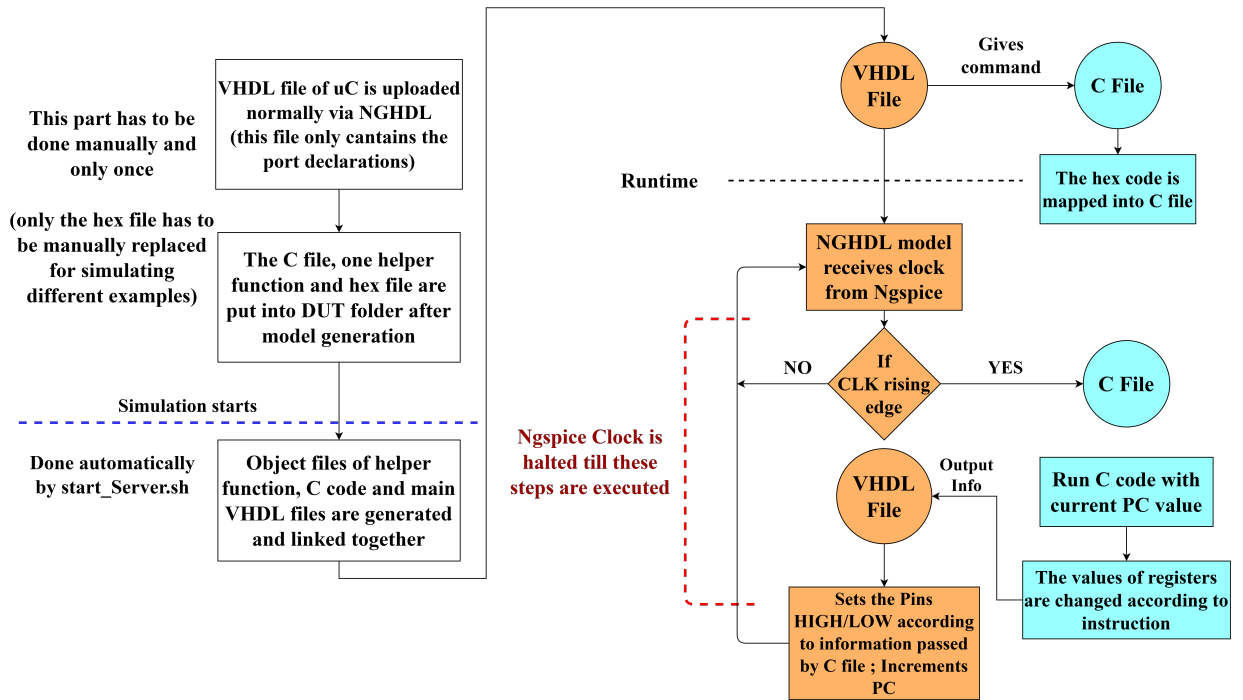 This part has to be
done manually and
only once
(only the hex file has to
be manually replaced
for simulating
different examples)
VHDL file of uC is uploaded
normally via NGHDL
(this file only cantains the
port declarations)
The C file, one helper
function and hex file are
put into DUT folder after
model generation
Simulation starts
Done automatically
by start_Server.sh
Object files of helper
function, C code and main
VHDL files are generated
and linked together
VHDL
File
Gives
command
C File
The hex code is
mapped into C file
Runtime
NGHDL model
receives clock
from Ngspice
If
CLK rising
edge
NO
YES
C File
Ngspice Clock is
halted till these
steps are executed
VHDL
File
Output
Info
Run C code with
current PC value
The values of registers
are changed according to
instruction
Sets the Pins
HIGH/LOW according
to information passed
by C file ; Increments
PC